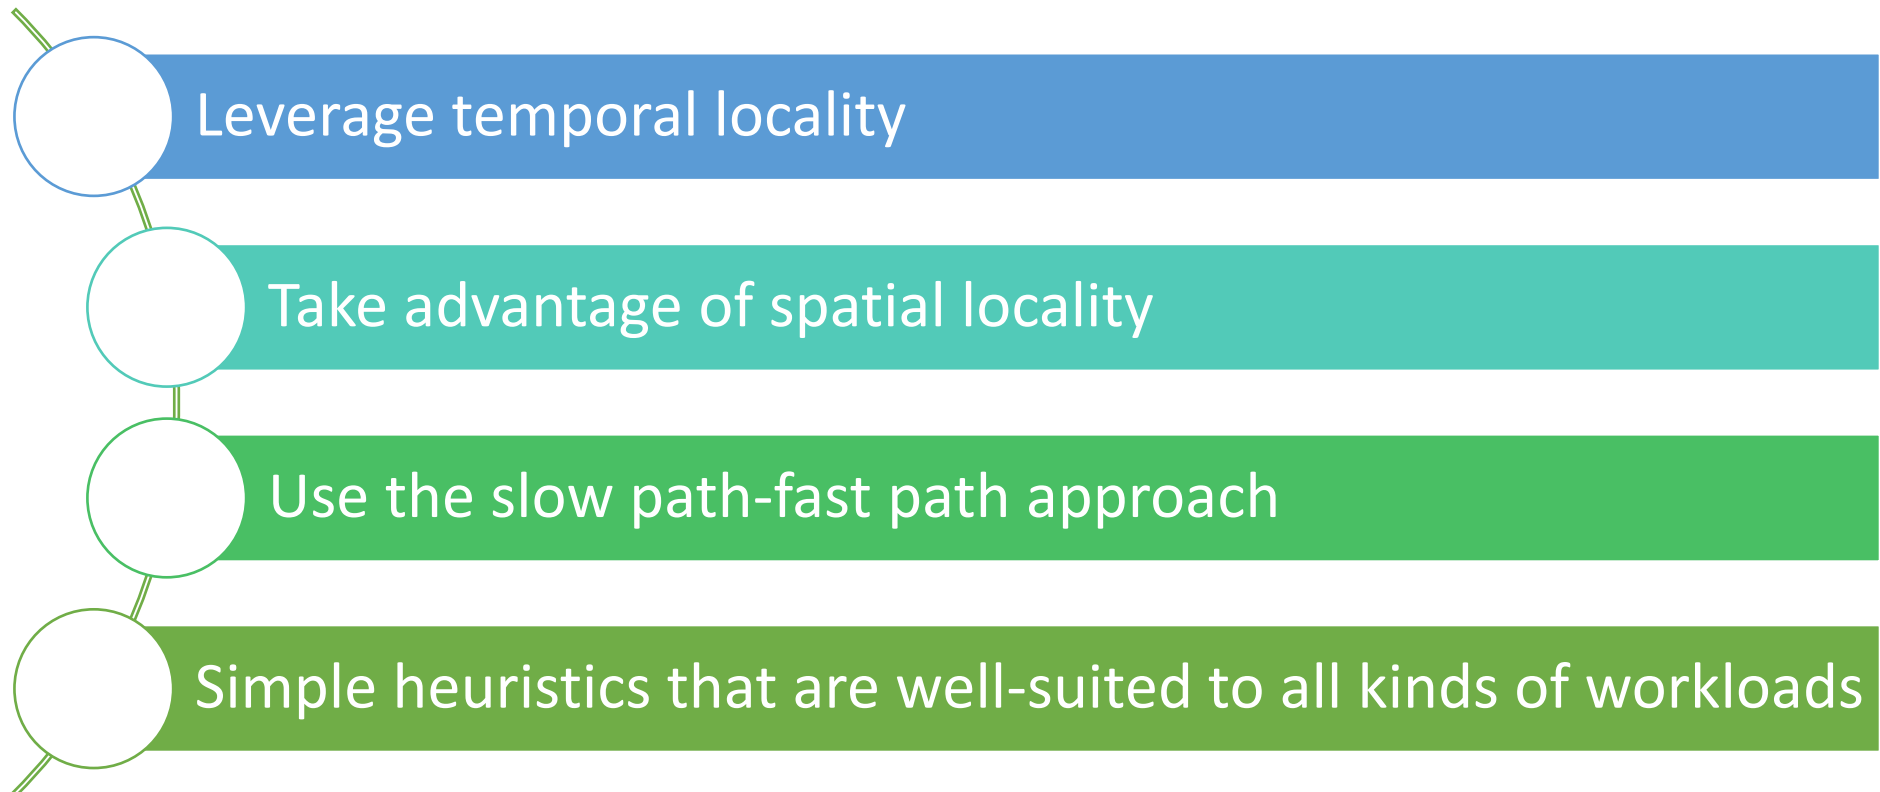 Leverage temporal locality
Take advantage of spatial locality
Use the slow path-fast path approach
Simple heuristics that are well-suited to all kinds of workloads